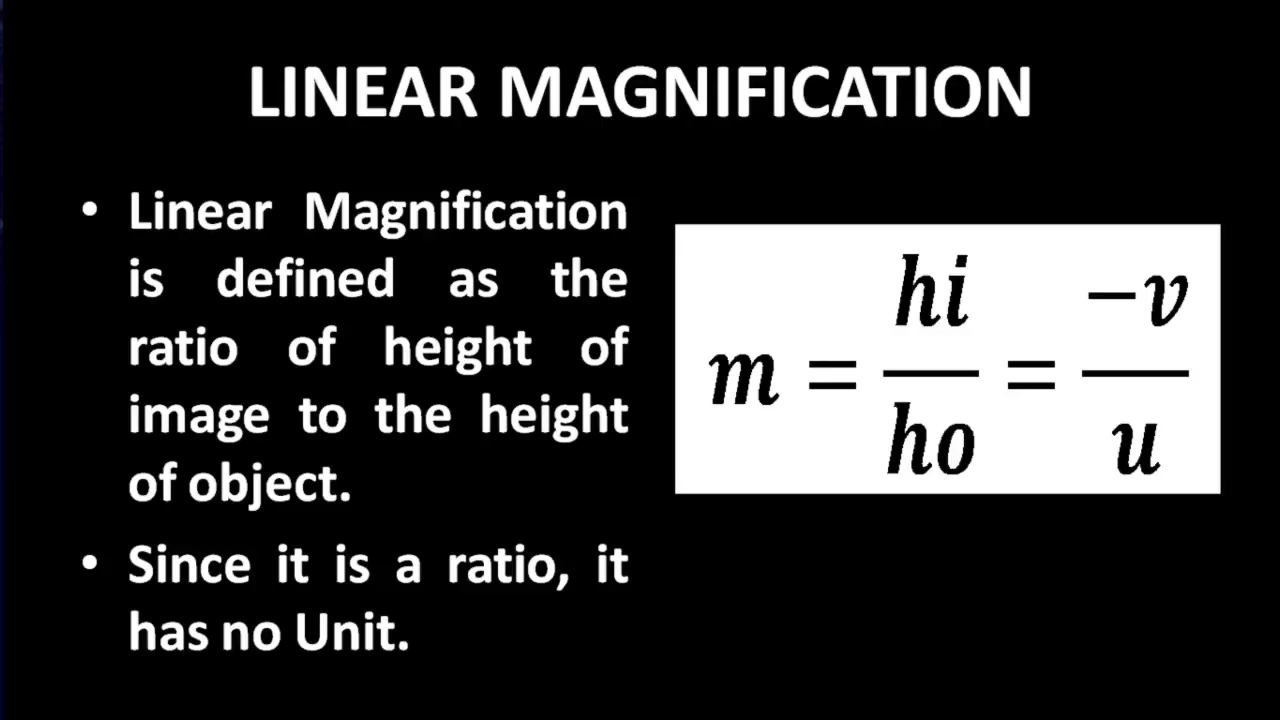 LINEAR MAGNIFICATION
• Linear Magnification
is defined as the
ratio of height of
image to the height
of object.
• Since it is a ratio, it
has no Unit.
m = hi/ho = −v/u